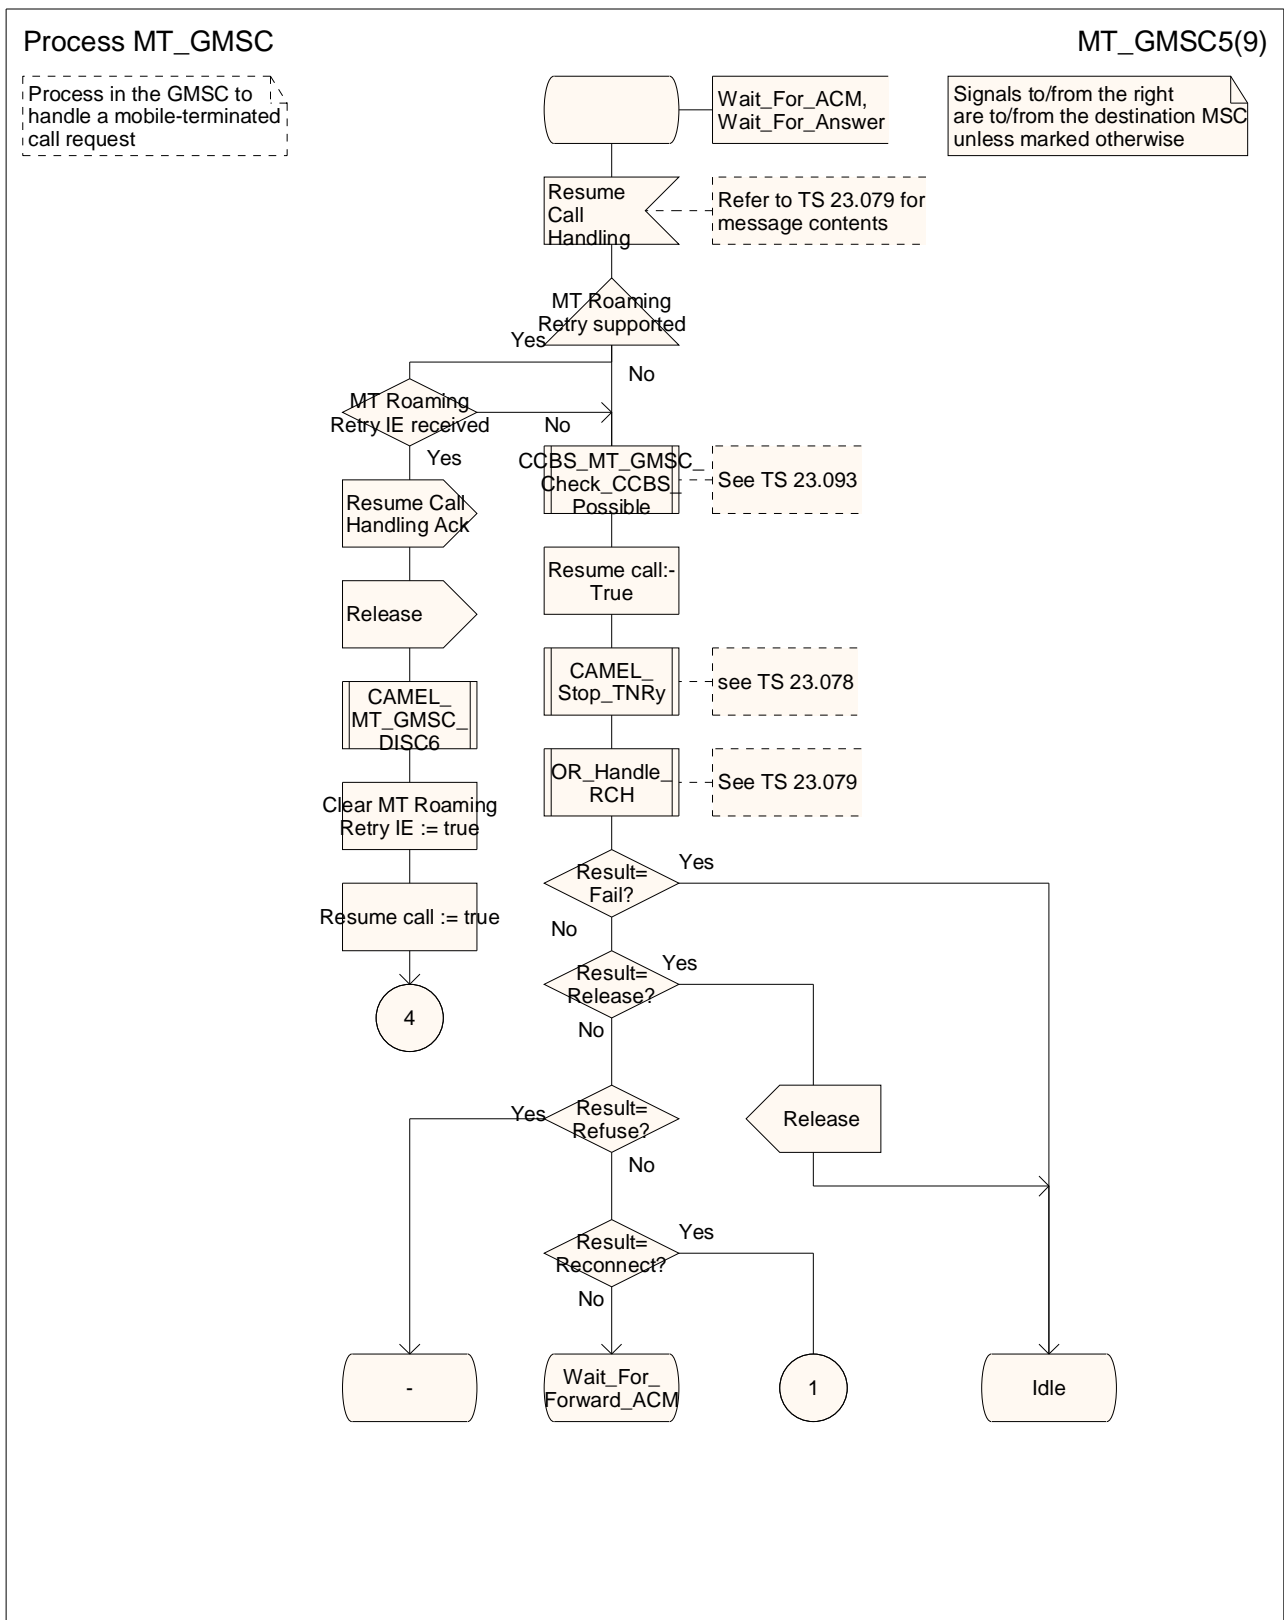 Process MT_GMSC
MT_GMSC5(9)
Process in the GMSC to
handle a mobile-terminated
call request
Wait_For_ACM,
Wait_For_Answer
Signals to/from the right
are to/from the destination MSC
unless marked otherwise
Resume
Call
Handling
Refer to TS 23.079 for
message contents
MT Roaming
Retry supported
Yes
No
MT Roaming
Retry IE received
No
Yes
CCBS_MT_GMSC_
Check_CCBS_
Possible
See TS 23.093
Resume Call
Handling Ack
Resume call:-
True
Release
CAMEL_
Stop_TNRy
see TS 23.078
CAMEL_
MT_GMSC_
DISC6
OR_Handle_
RCH
See TS 23.079
Clear MT Roaming
Retry IE := true
Result=
Fail?
Yes
No
Resume call := true
Result=
Release?
Yes
No
4
Result=
Refuse?
Yes
No
Release
Result=
Reconnect?
Yes
No
-
Wait_For_
Forward_ACM
1
Idle